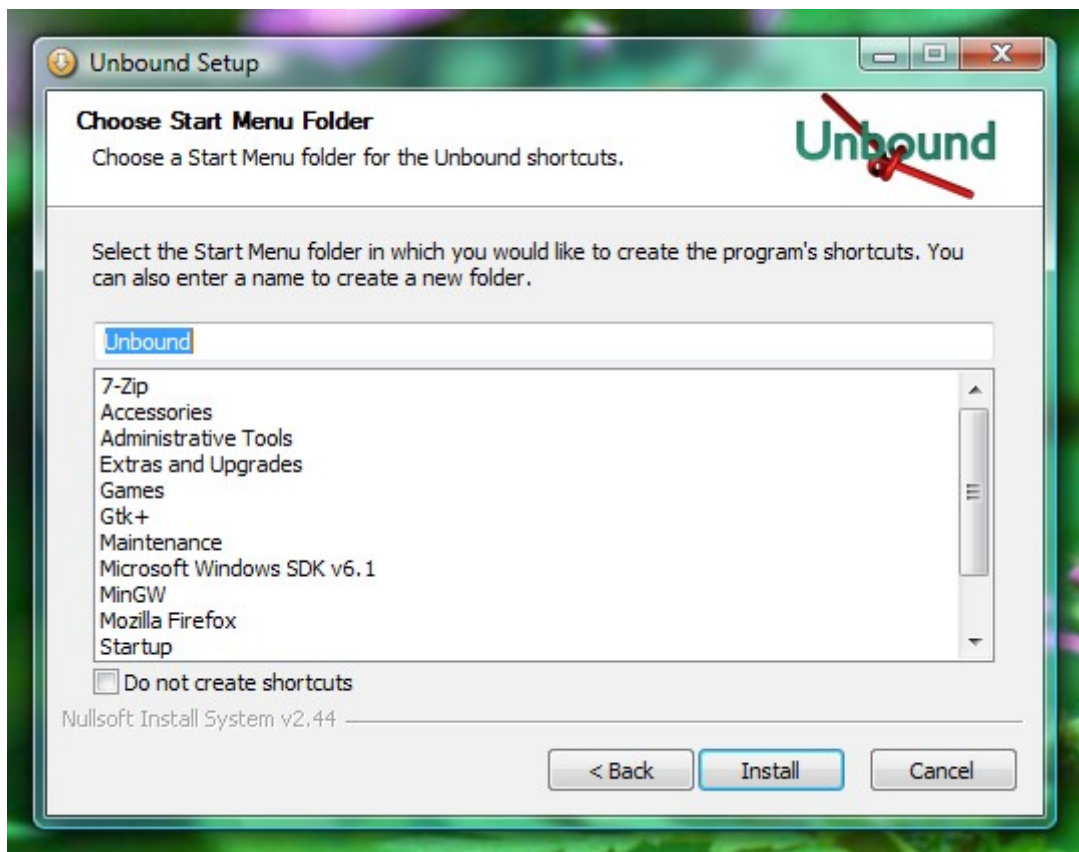 Unbound Setup
Choose Start Menu Folder
Choose a Start Menu folder for the Unbound shortcuts.
Unbound
Select the Start Menu folder in which you would like to create the program's shortcuts. You
can also enter a name to create a new folder.
Unbound
7-Zip
Accessories
Administrative Tools
Extras and Upgrades
Games
Gtk+
Maintenance
Microsoft Windows SDK v6.1
MinGW
Mozilla Firefox
Startup
Do not create shortcuts
Nullsoft Install System v2.44
< Back Install Cancel